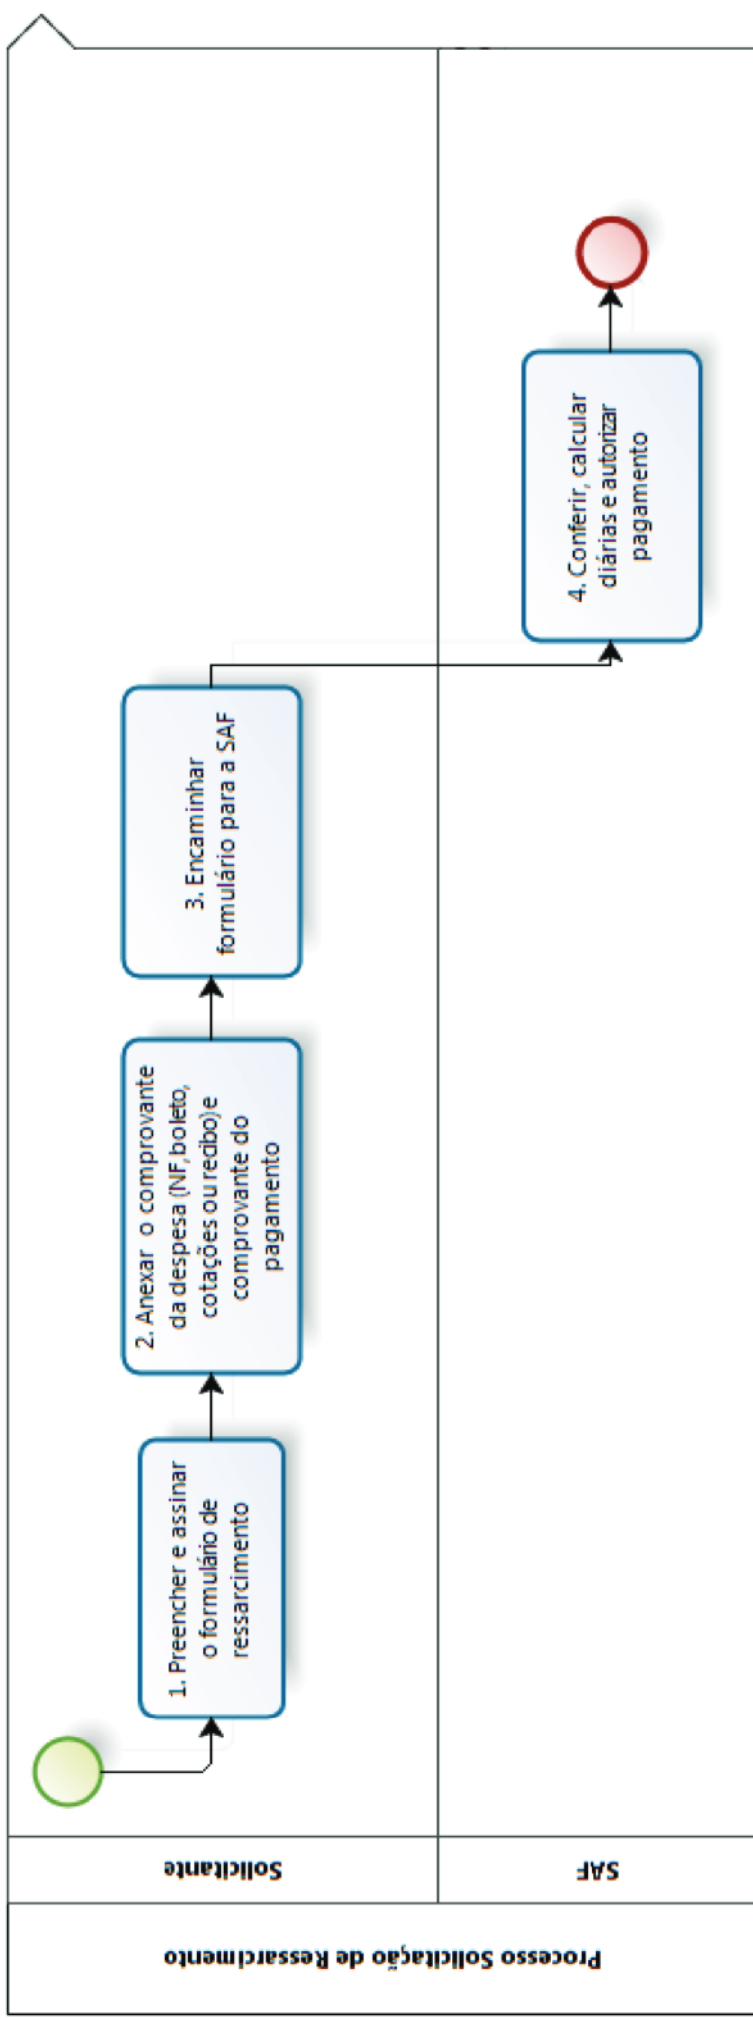 Processo Solicitação de Ressarcimento
Solicitante
1. Preencher e assinar
o formulário de
ressarcimento
2. Anexar o comprovante
da despesa (NF, boleto,
cotações ou recibo) e
comprovante do
pagamento
3. Encaminhar
formulário para a SAF
SAF
4. Conferir, calcular
diárias e autorizar
pagamento